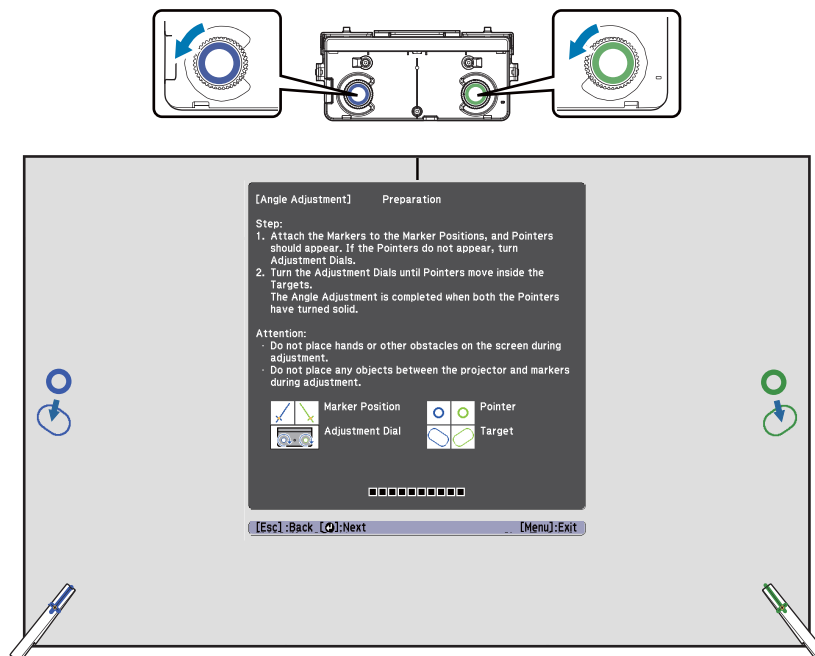 [Angle Adjustment] Preparation
Step:
1. Attach the Markers to the Marker Positions, and Pointers
should appear. If the Pointers do not appear, turn
Adjustment Dials.
2. Turn the Adjustment Dials until Pointers move inside the
Targets.
The Angle Adjustment is completed when both the Pointers
have turned solid.
Attention:
· Do not place hands or other obstacles on the screen during
adjustment.
· Do not place any objects between the projector and markers
during adjustment.
Marker Position Pointer
Adjustment Dial Target
[Esc] :Back [⏎]:Next [Menu]:Exit